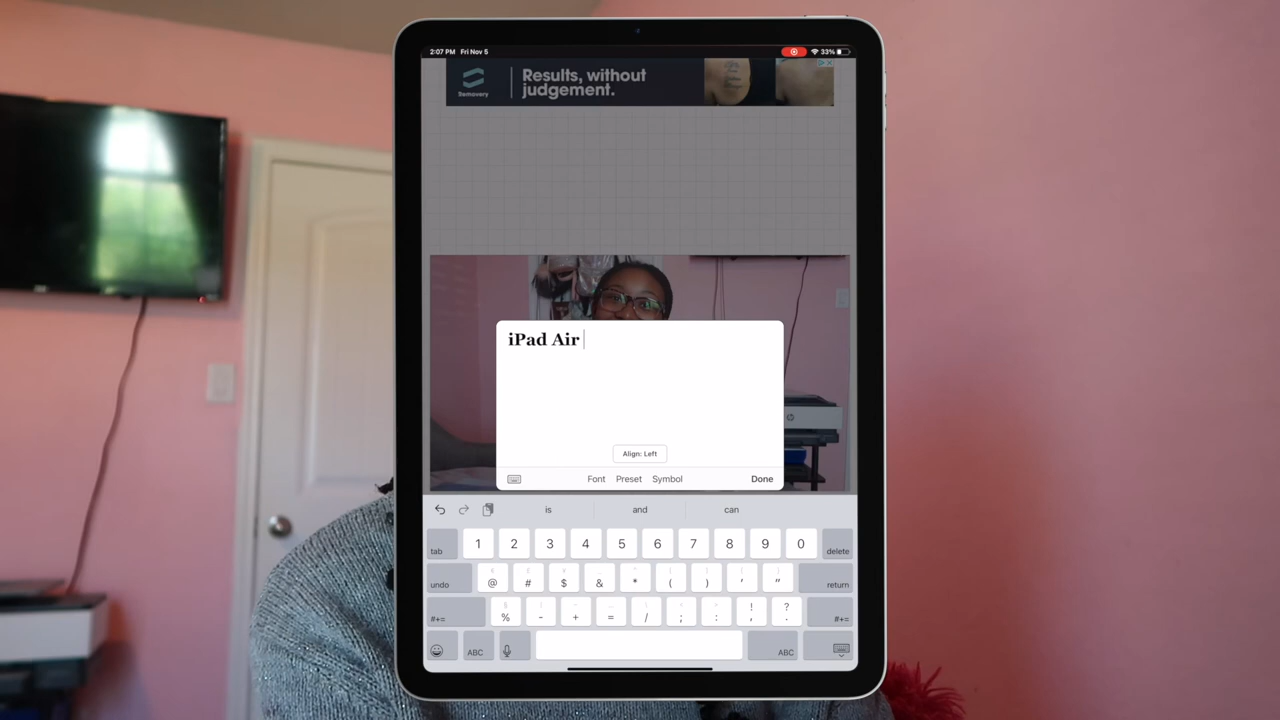 2:07 PM Fri Nov 5
33%
Removery
Results, without
judgement.
iPad Air
Align: Left
Font Preset Symbol Done
is and can
tab 1 2 3 4 5 6 7 8 9 0 delete
undo @ # $ & * ( ) ' " return
#+= % - + = / ; : ! , ? . #+=
ABC ABC